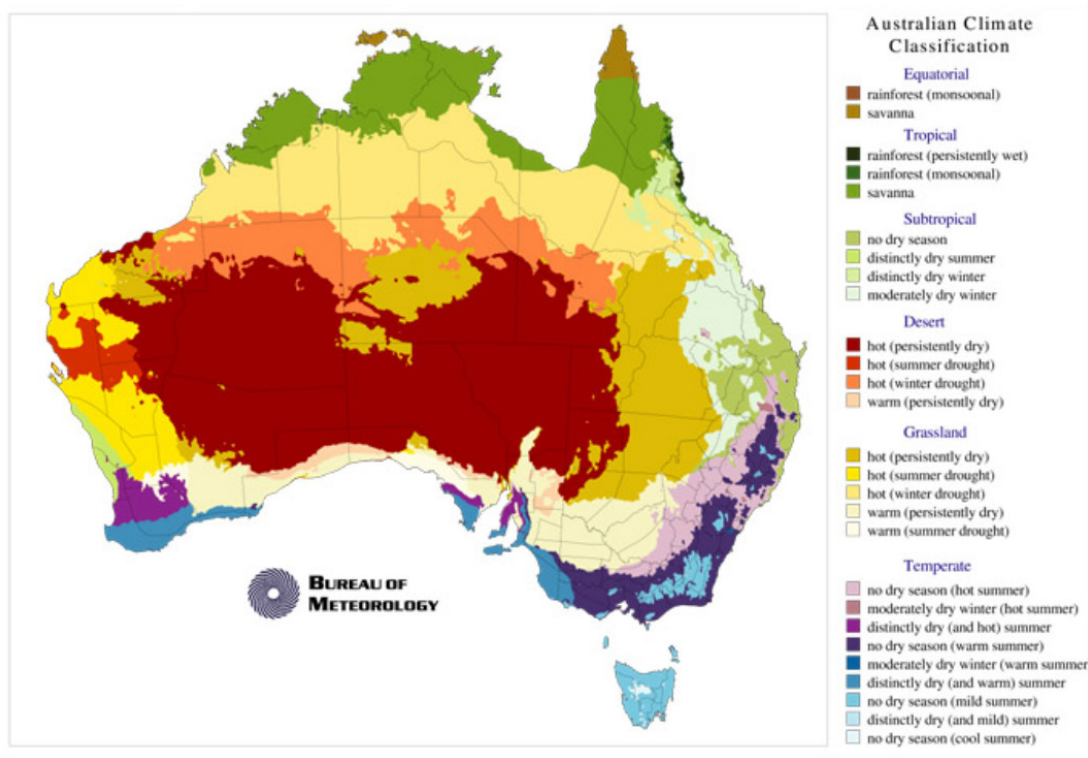 Australian Climate
Classification
Equatorial
rainforest (monsoonal)
savanna
Tropical
rainforest (persistently wet)
rainforest (monsoonal)
savanna
Subtropical
no dry season
distinctly dry summer
distinctly dry winter
moderately dry winter
Desert
hot (persistently dry)
hot (summer drought)
hot (winter drought)
warm (persistently dry)
Grassland
hot (persistently dry)
hot (summer drought)
hot (winter drought)
warm (persistently dry)
warm (summer drought)
Temperate
no dry season (hot summer)
moderately dry winter (hot summer)
distinctly dry (and hot) summer
no dry season (warm summer)
moderately dry winter (warm summer
distinctly dry (and warm) summer
no dry season (mild summer)
distinctly dry (and mild) summer
no dry season (cool summer)
BUREAU OF
METEOROLOGY